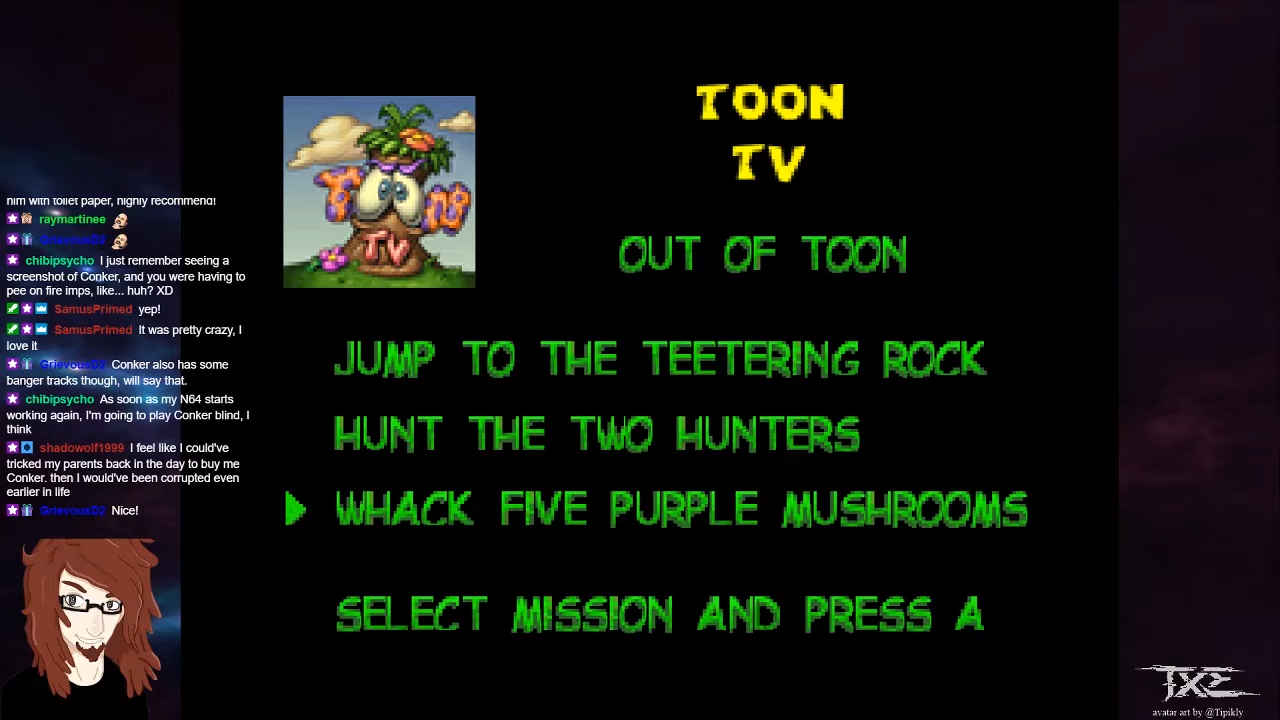 him with toilet paper, highly recommend!
raymartinee
GrievousD2
chibipsycho I just remember seeing a
screenshot of Conker, and you were having to
pee on fire imps, like... huh? XD
SamusPrimed yep!
SamusPrimed It was pretty crazy, I
love it
GrievousD2 Conker also has some
banger tracks though, will say that.
chibipsycho As soon as my N64 starts
working again, I'm going to play Conker blind, I
think
shadowolf1999 I feel like I could've
tricked my parents back in the day to buy me
Conker. then I would've been corrupted even
earlier in life
GrievousD2 Nice!
TOON
TV
TOON
TV
OUT OF TOON
JUMP TO THE TEETERING ROCK
HUNT THE TWO HUNTERS
WHACK FIVE PURPLE MUSHROOMS
SELECT MISSION AND PRESS A
TXE
avatar art by @Tipikly